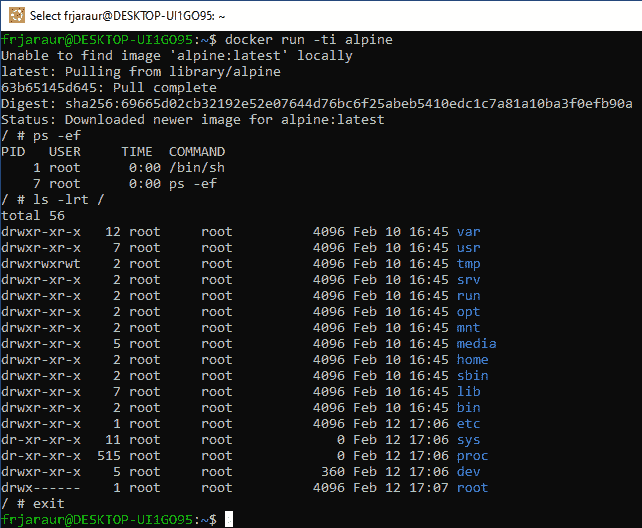 Select frjaraur@DESKTOP-UI1GO95: ~
frjaraur@DESKTOP-UI1GO95:~$ docker run -ti alpine
Unable to find image 'alpine:latest' locally
latest: Pulling from library/alpine
63b65145d645: Pull complete
Digest: sha256:69665d02cb32192e52e07644d76bc6f25abeb5410edc1c7a81a10ba3f0efb90a
Status: Downloaded newer image for alpine:latest
/ # ps -ef
PID   USER     TIME  COMMAND
    1 root      0:00 /bin/sh
    7 root      0:00 ps -ef
/ # ls -lrt /
total 56
drwxr-xr-x   12 root     root          4096 Feb 10 16:45 var
drwxr-xr-x    7 root     root          4096 Feb 10 16:45 usr
drwxrwxrwt    2 root     root          4096 Feb 10 16:45 tmp
drwxr-xr-x    2 root     root          4096 Feb 10 16:45 srv
drwxr-xr-x    2 root     root          4096 Feb 10 16:45 run
drwxr-xr-x    2 root     root          4096 Feb 10 16:45 opt
drwxr-xr-x    2 root     root          4096 Feb 10 16:45 mnt
drwxr-xr-x    5 root     root          4096 Feb 10 16:45 media
drwxr-xr-x    2 root     root          4096 Feb 10 16:45 home
drwxr-xr-x    2 root     root          4096 Feb 10 16:45 sbin
drwxr-xr-x    7 root     root          4096 Feb 10 16:45 lib
drwxr-xr-x    2 root     root          4096 Feb 10 16:45 bin
drwxr-xr-x    1 root     root          4096 Feb 12 17:06 etc
dr-xr-xr-x   11 root     root             0 Feb 12 17:06 sys
dr-xr-xr-x  515 root     root             0 Feb 12 17:06 proc
drwxr-xr-x    5 root     root           360 Feb 12 17:06 dev
drwx------    1 root     root          4096 Feb 12 17:07 root
/ # exit
frjaraur@DESKTOP-UI1GO95:~$